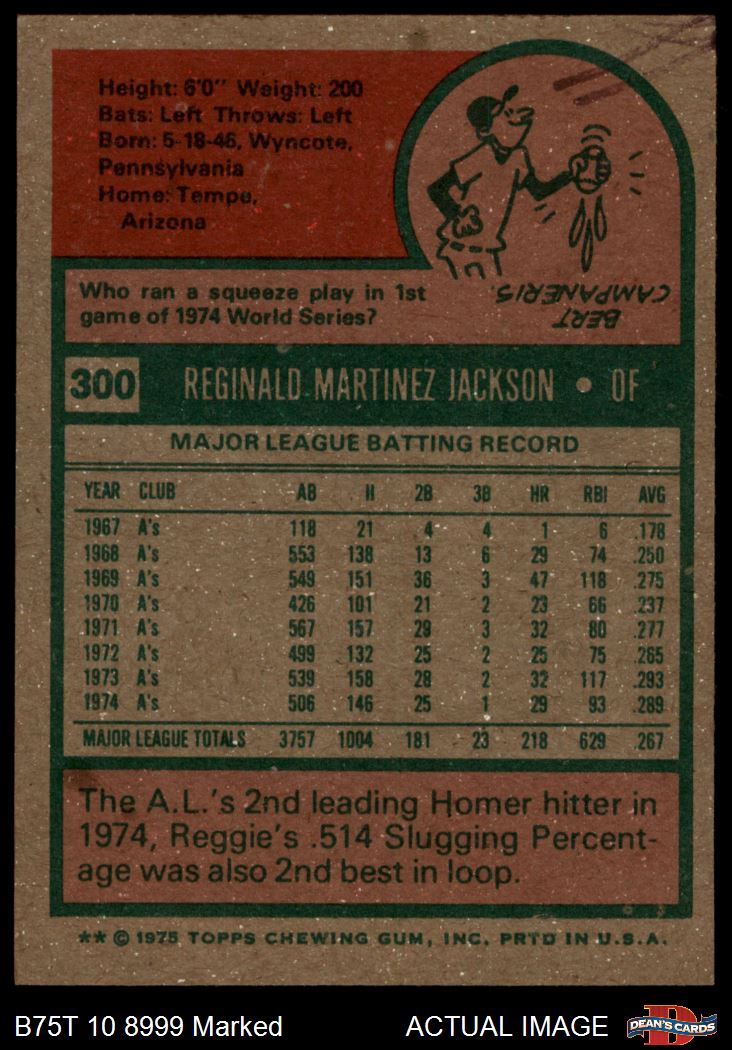 Height: 6'0" Weight: 200
Bats: Left Throws: Left
Born: 5-18-46, Wyncote,
Pennsylvania
Home: Tempe,
Arizona
Who ran a squeeze play in 1st
game of 1974 World Series?
BERT
CAMPANERIS.
300 REGINALD MARTINEZ JACKSON • OF
MAJOR LEAGUE BATTING RECORD
YEAR CLUB AB H 2B 3B HR RBI AVG
1967 A's 118 21 4 4 1 6 .178
1968 A's 553 138 13 6 29 74 .250
1969 A's 549 151 36 3 47 118 .275
1970 A's 426 101 21 2 23 66 .237
1971 A's 567 157 29 3 32 80 .277
1972 A's 499 132 25 2 25 75 .265
1973 A's 539 158 28 2 32 117 .293
1974 A's 506 146 25 1 29 93 .289
MAJOR LEAGUE TOTALS 3757 1004 181 23 218 629 .267
The A.L.'s 2nd leading Homer hitter in
1974, Reggie's .514 Slugging Percent-
age was also 2nd best in loop.
** © 1975 TOPPS CHEWING GUM, INC. PRTD IN U.S.A.
B75T 10 8999 Marked ACTUAL IMAGE DEAN'S CARDS